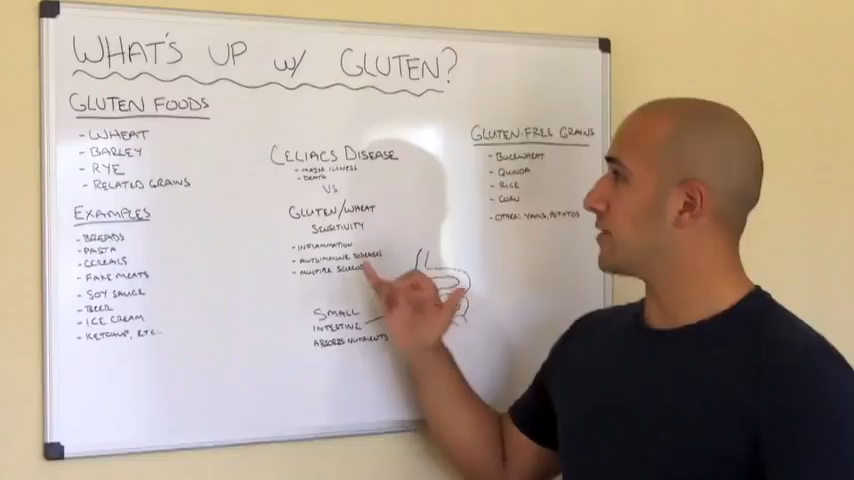 WHAT'S UP w/ GLUTEN?
GLUTEN FOODS
- WHEAT
- BARLEY
- RYE
- RELATED GRAINS
EXAMPLES
- BREADS
- PASTA
- CEREALS
- FAKE MEATS
- SOY SAUCE
- BEER
- ICE CREAM
- KETCHUP, ETC...
CELIACS DISEASE
- MAJOR ILLNESS
- DEATH
VS.
GLUTEN/WHEAT
SENSITIVITY
- INFLAMMATION
- AUTOIMMUNE DISEASES
- MULTIPLE
SMALL
INTESTINE
ABSORBS NUTRIENTS
GLUTEN-FREE GRAINS
- BUCKWHEAT
- QUINOA
- RICE
- CORN
- OTHER: YAMS, POTATOS